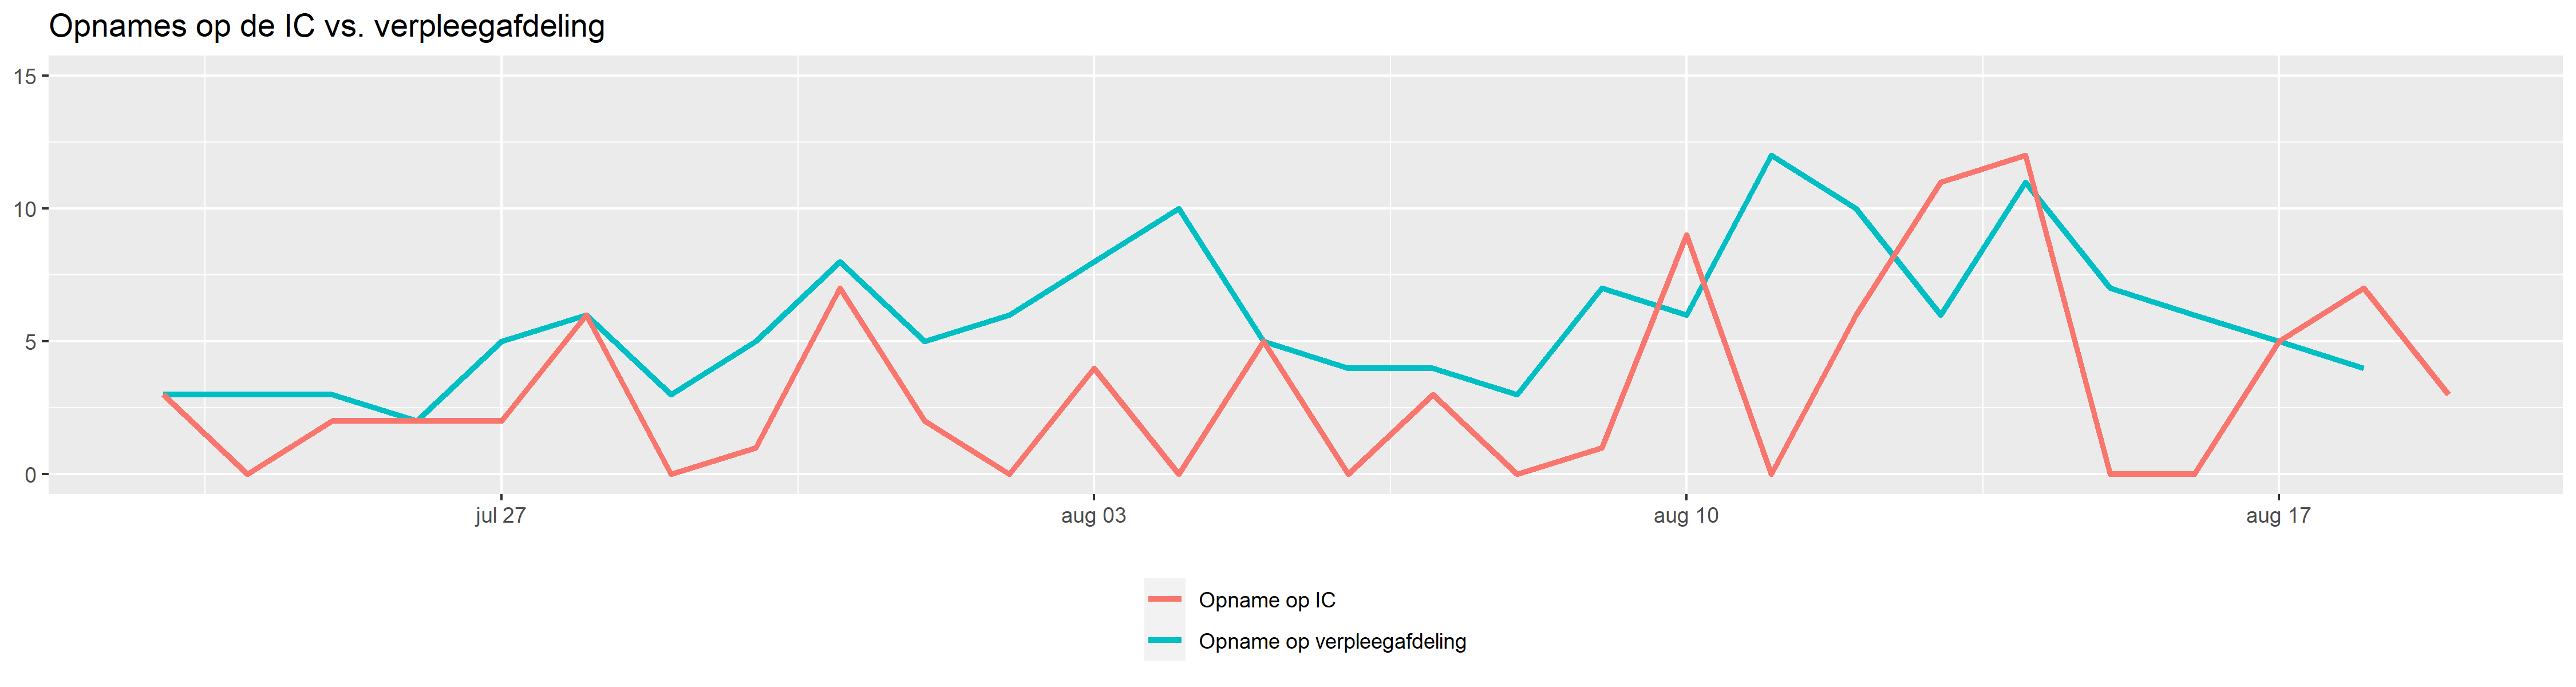 Opnames op de IC vs. verpleegafdeling
15
10
5
0
jul 27 aug 03 aug 10 aug 17
Opname op IC
Opname op verpleegafdeling